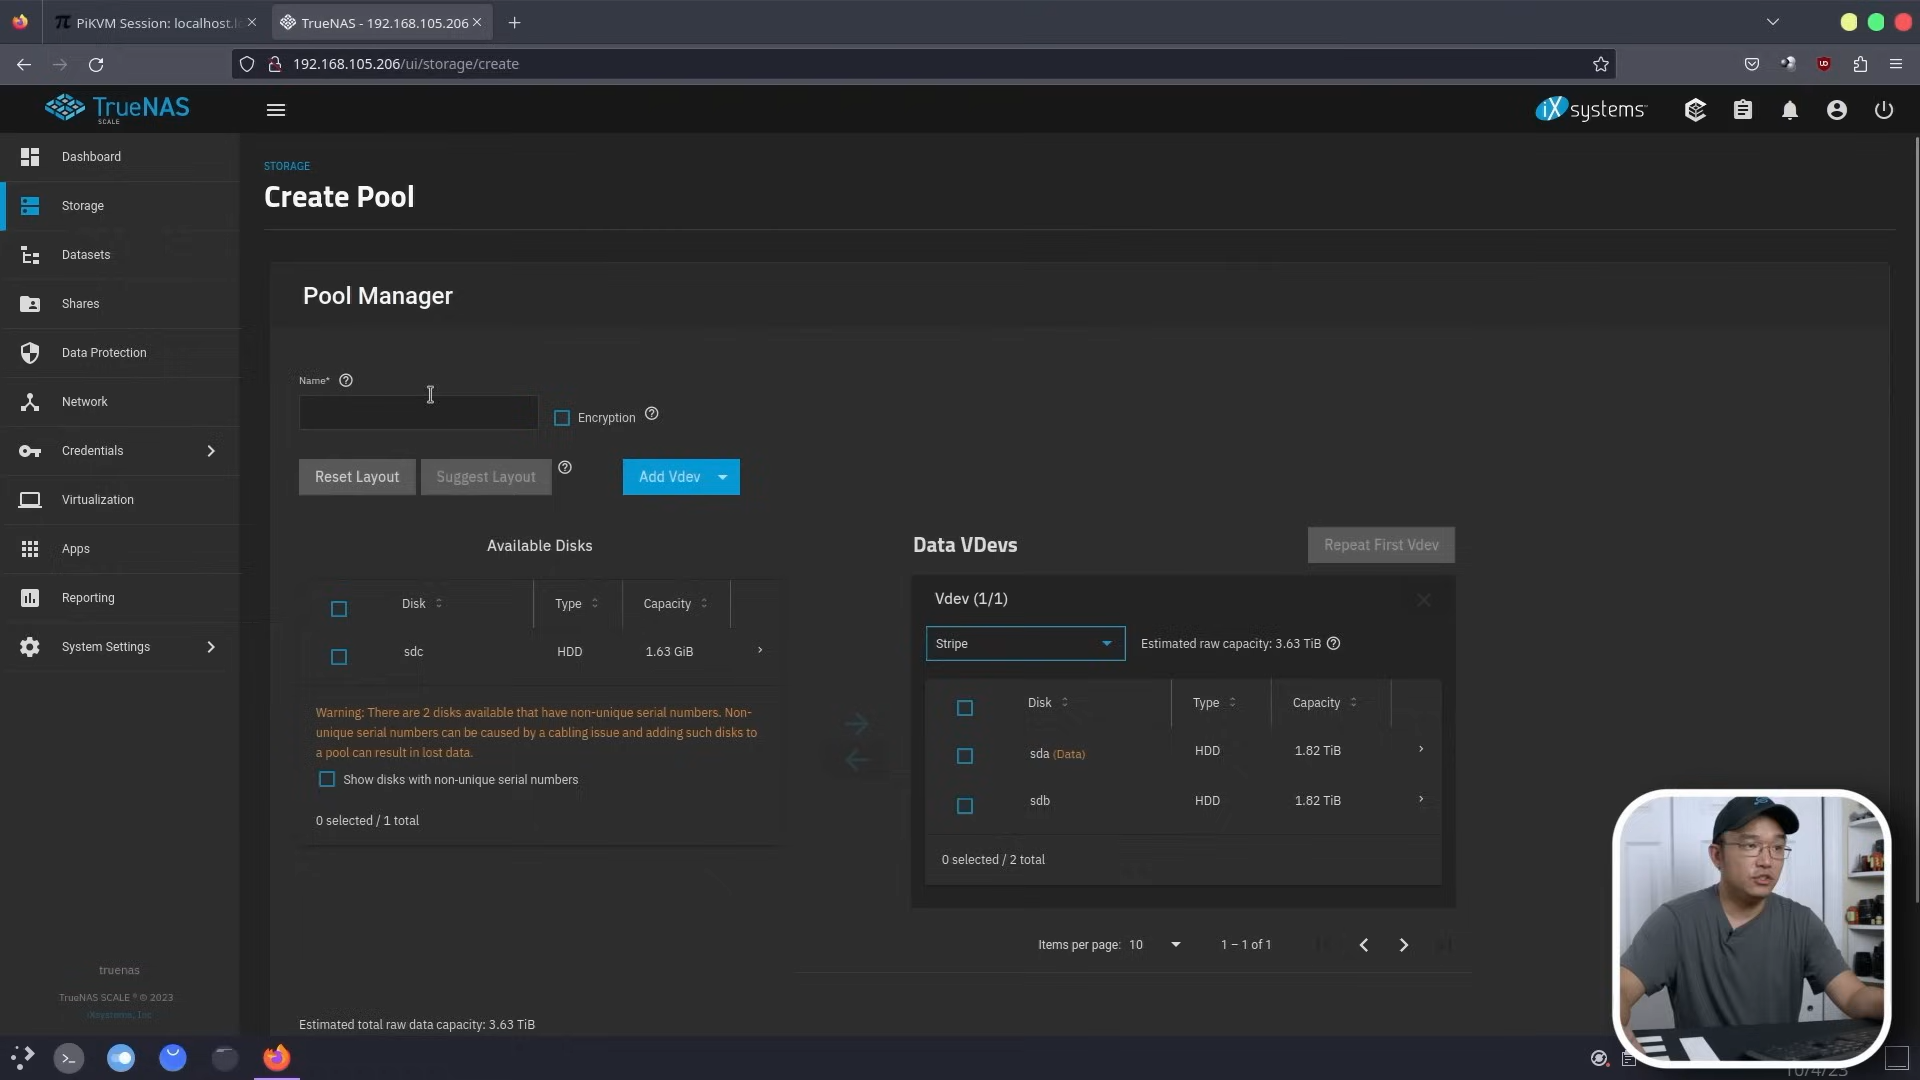 PiKVM Session: localhost.l
TrueNAS - 192.168.105.206
192.168.105.206/ui/storage/create
TrueNAS
SCALE
iXsystems
Dashboard
Storage
Datasets
Shares
Data Protection
Network
Credentials
Virtualization
Apps
Reporting
System Settings
truenas
TrueNAS SCALE ® © 2023
iXsystems, Inc
STORAGE
Create Pool
Pool Manager
Name*
Encryption
Reset Layout
Suggest Layout
Add Vdev
Available Disks
Disk Type Capacity
sdc HDD 1.63 GiB
Warning: There are 2 disks available that have non-unique serial numbers. Non-
unique serial numbers can be caused by a cabling issue and adding such disks to
a pool can result in lost data.
Show disks with non-unique serial numbers
0 selected / 1 total
Data VDevs
Repeat First Vdev
Vdev (1/1)
Stripe
Estimated raw capacity: 3.63 TiB
Disk Type Capacity
sda (Data) HDD 1.82 TiB
sdb HDD 1.82 TiB
0 selected / 2 total
Items per page: 10 1 – 1 of 1
Estimated total raw data capacity: 3.63 TiB
10/4/23